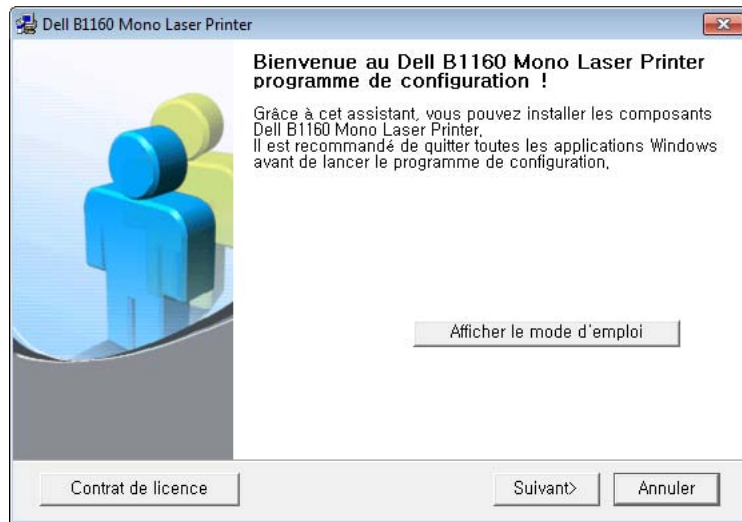 Dell B1160 Mono Laser Printer
Bienvenue au Dell B1160 Mono Laser Printer
programme de configuration !
Grâce à cet assistant, vous pouvez installer les composants
Dell B1160 Mono Laser Printer,
Il est recommandé de quitter toutes les applications Windows
avant de lancer le programme de configuration,
Afficher le mode d'emploi
Contrat de licence
Suivant>
Annuler